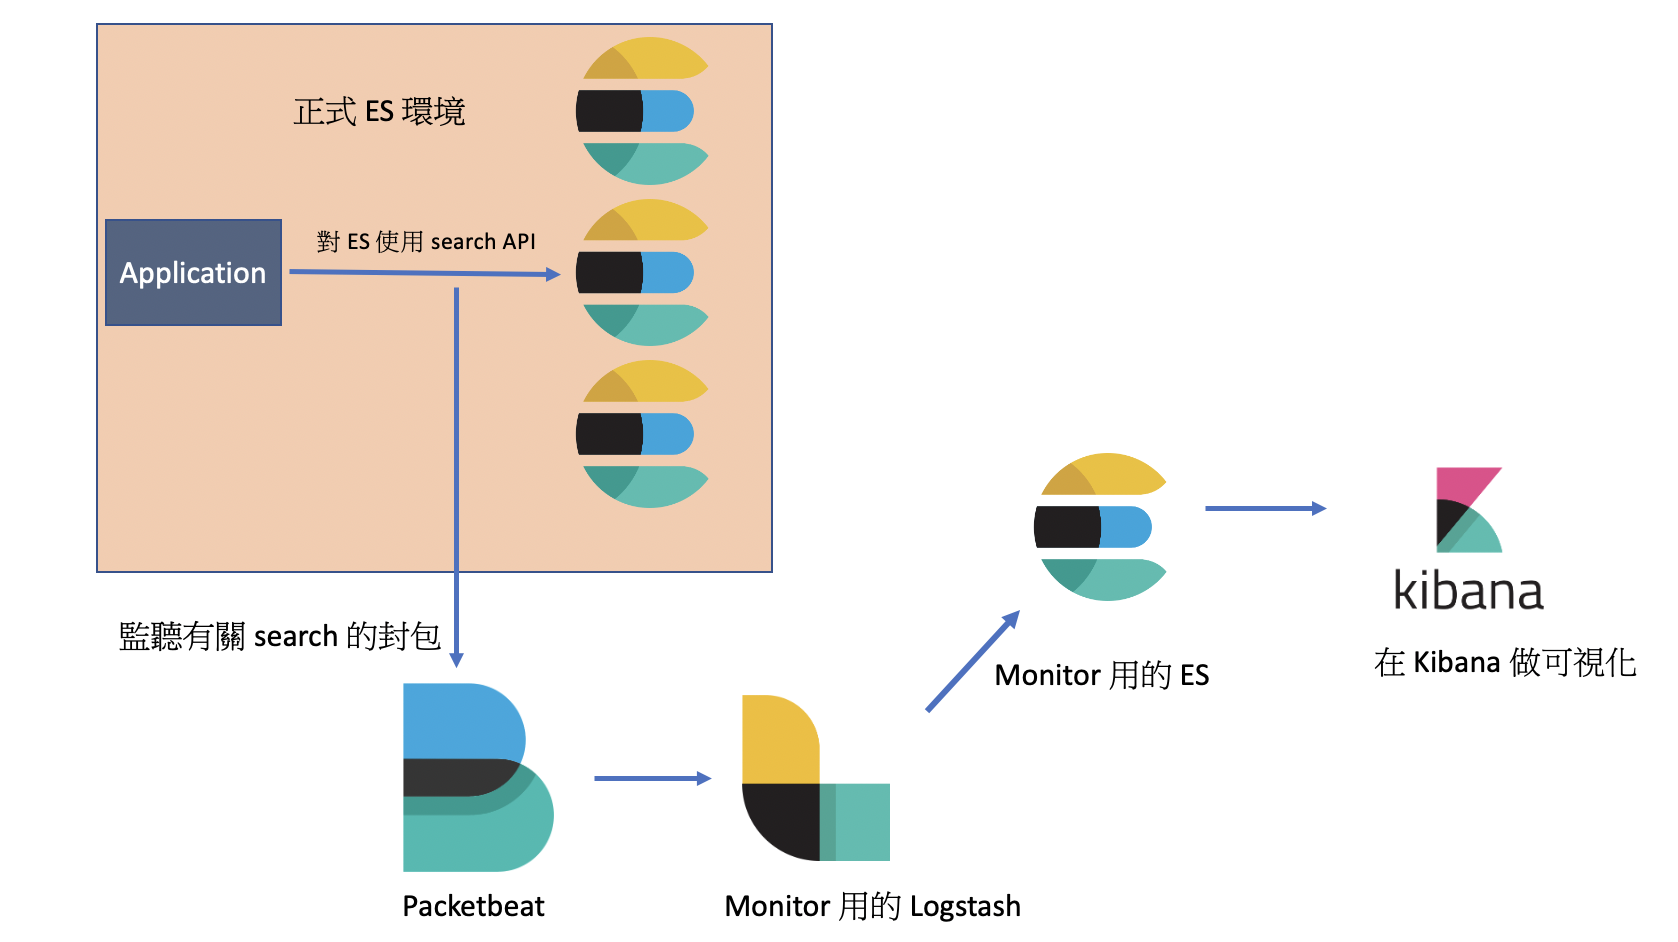 正式 ES 環境
Application
對 ES 使用 search API
監聽有關 search 的封包
Packetbeat
Monitor 用的 Logstash
Monitor 用的 ES
kibana
在 Kibana 做可視化